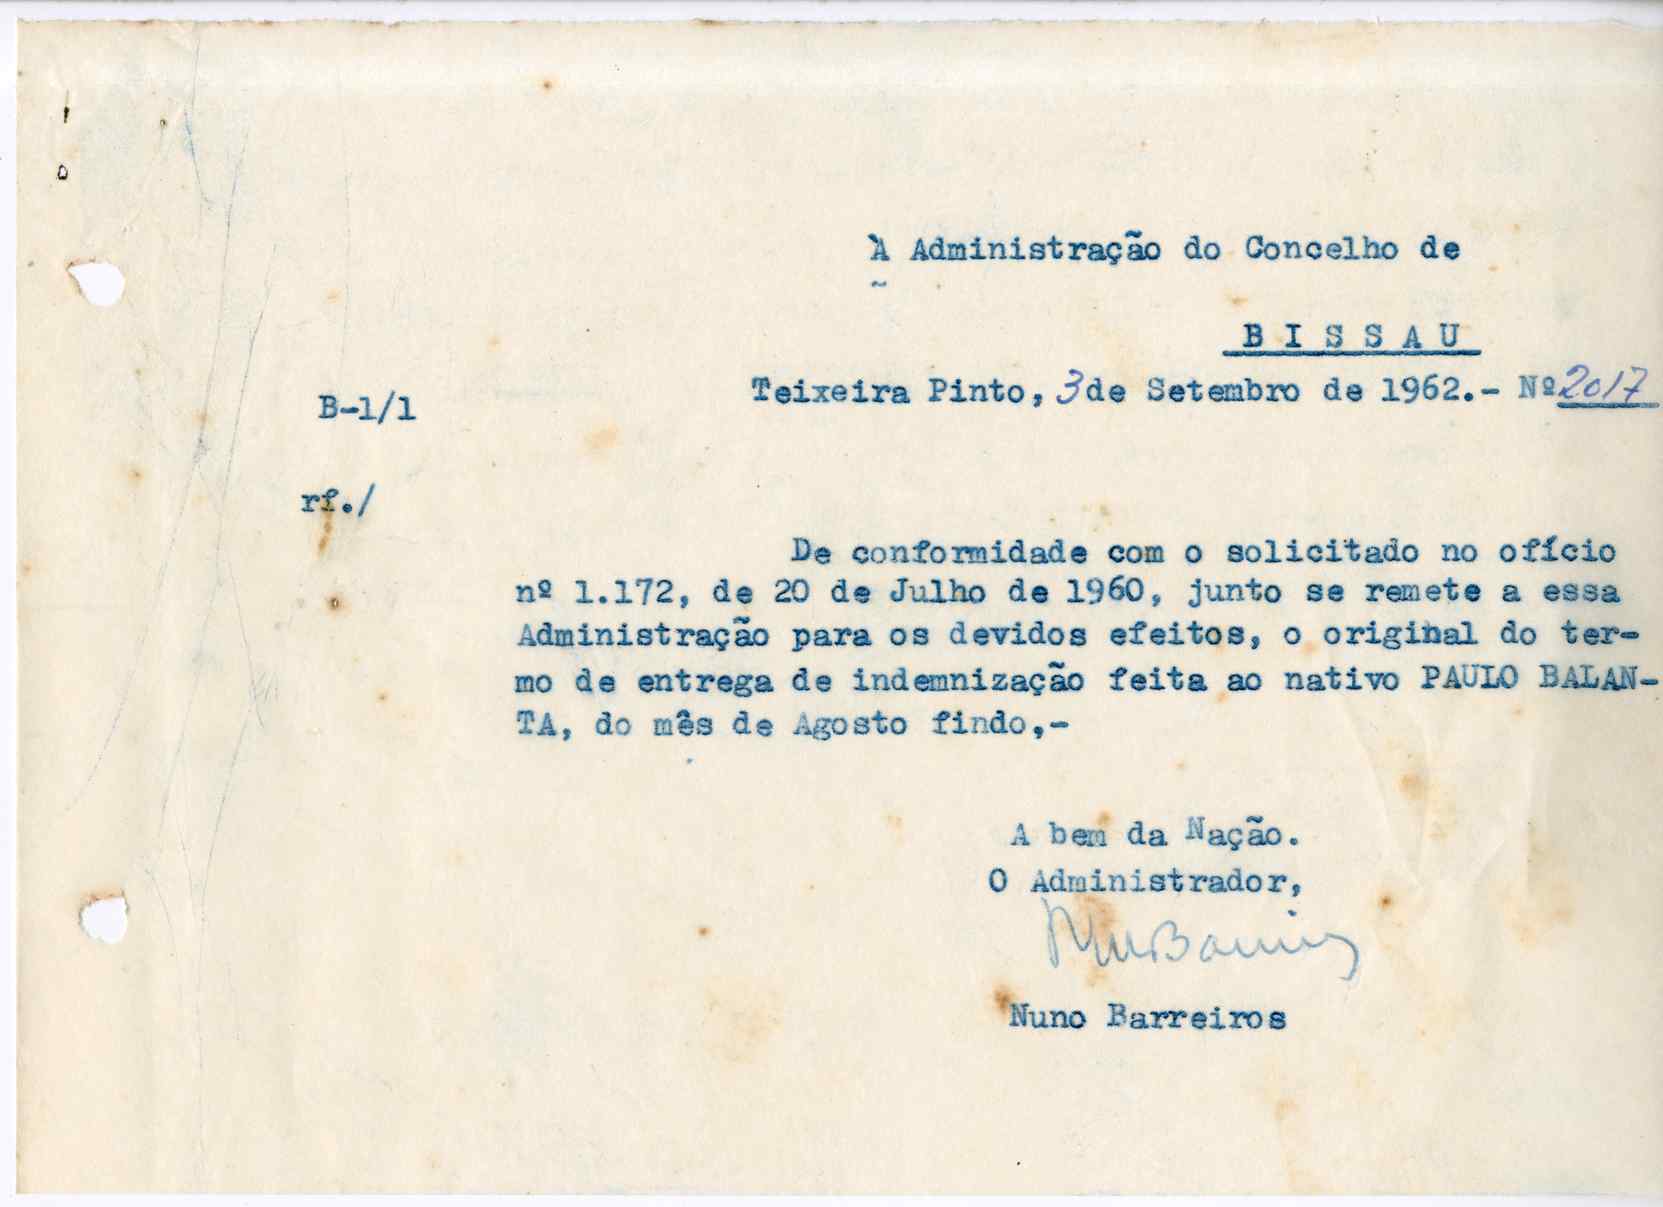 À Administração do Concelho de
~
B I S S A U
Teixeira Pinto, 3 de Setembro de 1962.- Nº 2017
B-1/1
rf./
De conformidade com o solicitado no ofício
nº 1.172, de 20 de Julho de 1960, junto se remete a essa
Administração para os devidos efeitos, o original do ter-
mo de entrega de indemnização feita ao nativo PAULO BALAN-
TA, do mês de Agosto findo,-
A bem da Nação.
O Administrador,
Nuno Barreiros